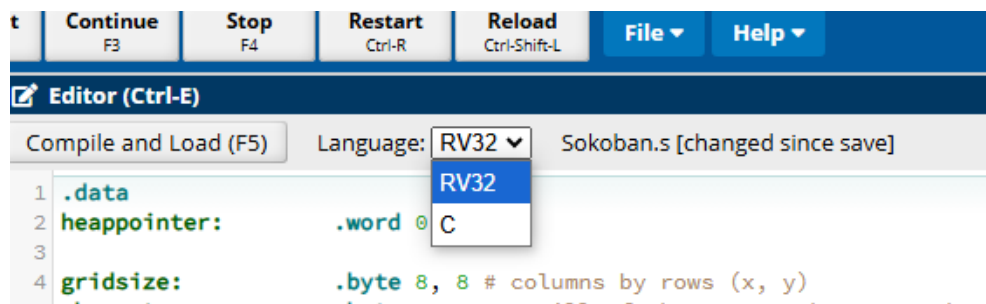 t Continue Stop Restart Reload File ▾ Help ▾
F3 F4 Ctrl-R Ctrl-Shift-L
Editor (Ctrl-E)
Compile and Load (F5) Language: RV32 Sokoban.s [changed since save]
RV32
C
1 .data
2 heappointer: .word 0
3
4 gridsize: .byte 8, 8 # columns by rows (x, y)